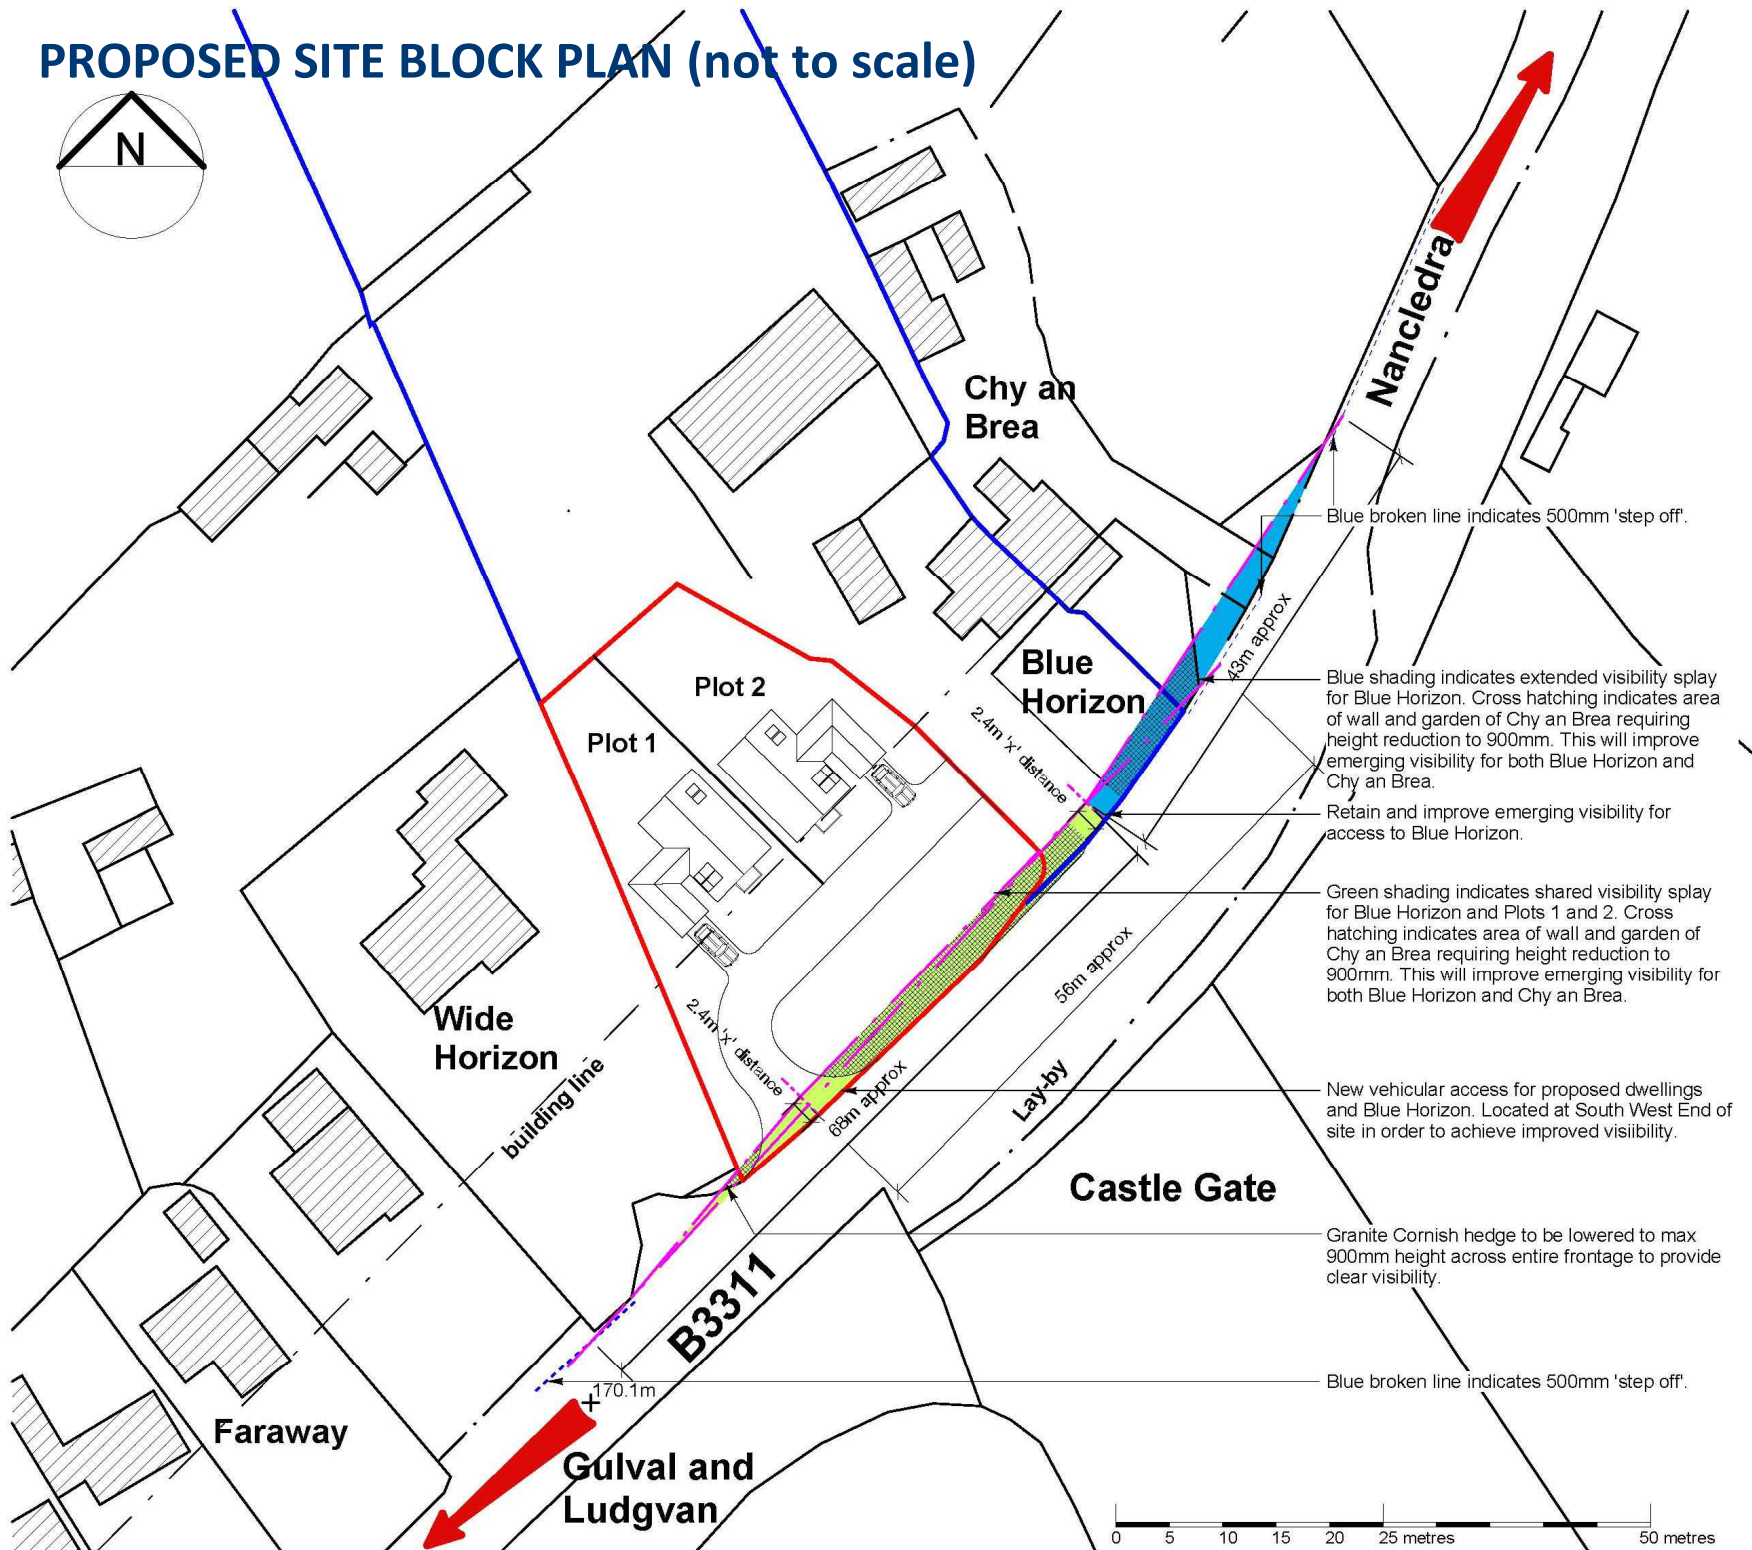 PROPOSED SITE BLOCK PLAN (not to scale)
N
Nancledra
Chy an
Brea
Blue broken line indicates 500mm 'step off'.
43m approx
Blue
Horizon
Plot 2
Plot 1
2.4m 'x' distance
Blue shading indicates extended visibility splay
for Blue Horizon. Cross hatching indicates area
of wall and garden of Chy an Brea requiring
height reduction to 900mm. This will improve
emerging visibility for both Blue Horizon and
Chy an Brea.
Retain and improve emerging visibility for
access to Blue Horizon.
Green shading indicates shared visibility splay
for Blue Horizon and Plots 1 and 2. Cross
hatching indicates area of wall and garden of
Chy an Brea requiring height reduction to
900mm. This will improve emerging visibility for
both Blue Horizon and Chy an Brea.
56m approx
Wide
Horizon
2.4m 'x' distance
building line
68m approx
Lay-by
New vehicular access for proposed dwellings
and Blue Horizon. Located at South West End of
site in order to achieve improved visiibility.
Castle Gate
Granite Cornish hedge to be lowered to max
900mm height across entire frontage to provide
clear visibility.
B3311
170.1m
Blue broken line indicates 500mm 'step off'.
Faraway
Gulval and
Ludgvan
0 5 10 15 20 25 metres 50 metres